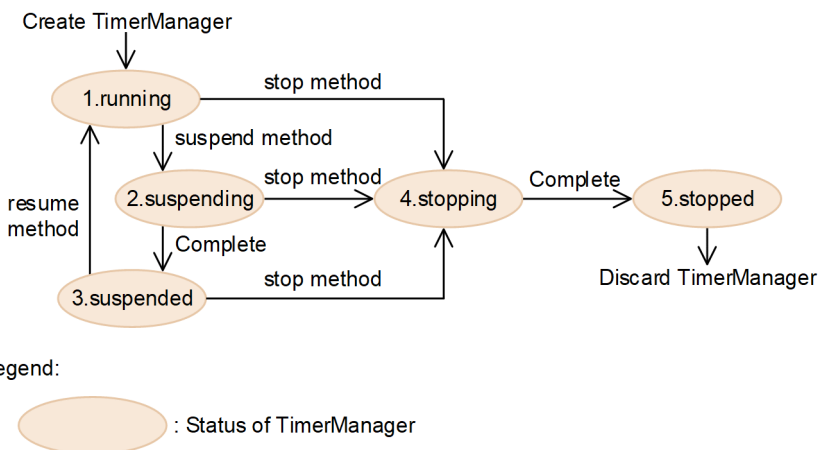 Create TimerManager
1.running
stop method
suspend method
resume
method
2.suspending
stop method
4.stopping
Complete
5.stopped
Complete
3.suspended
stop method
Discard TimerManager
egend:
: Status of TimerManager